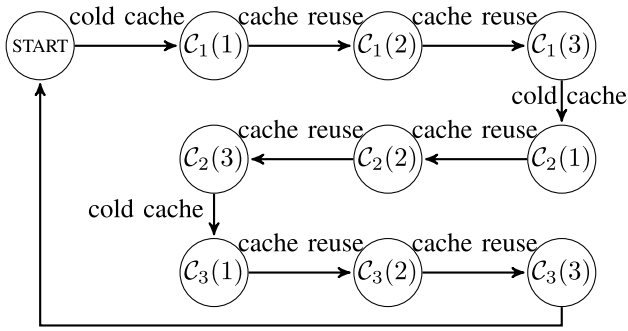 cold cache cache reuse cache reuse
START 𝒞₁(1) 𝒞₁(2) 𝒞₁(3)
cold cache
cache reuse cache reuse
𝒞₂(3) 𝒞₂(2) 𝒞₂(1)
cold cache
cache reuse cache reuse
𝒞₃(1) 𝒞₃(2) 𝒞₃(3)